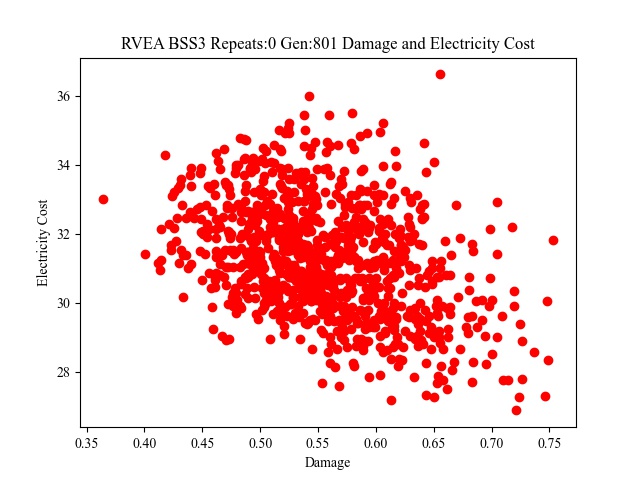 RVEA BSS3 Repeats:0 Gen:801 Damage and Electricity Cost
36
34
32
30
28
Electricity Cost
0.35 0.40 0.45 0.50 0.55 0.60 0.65 0.70 0.75
Damage